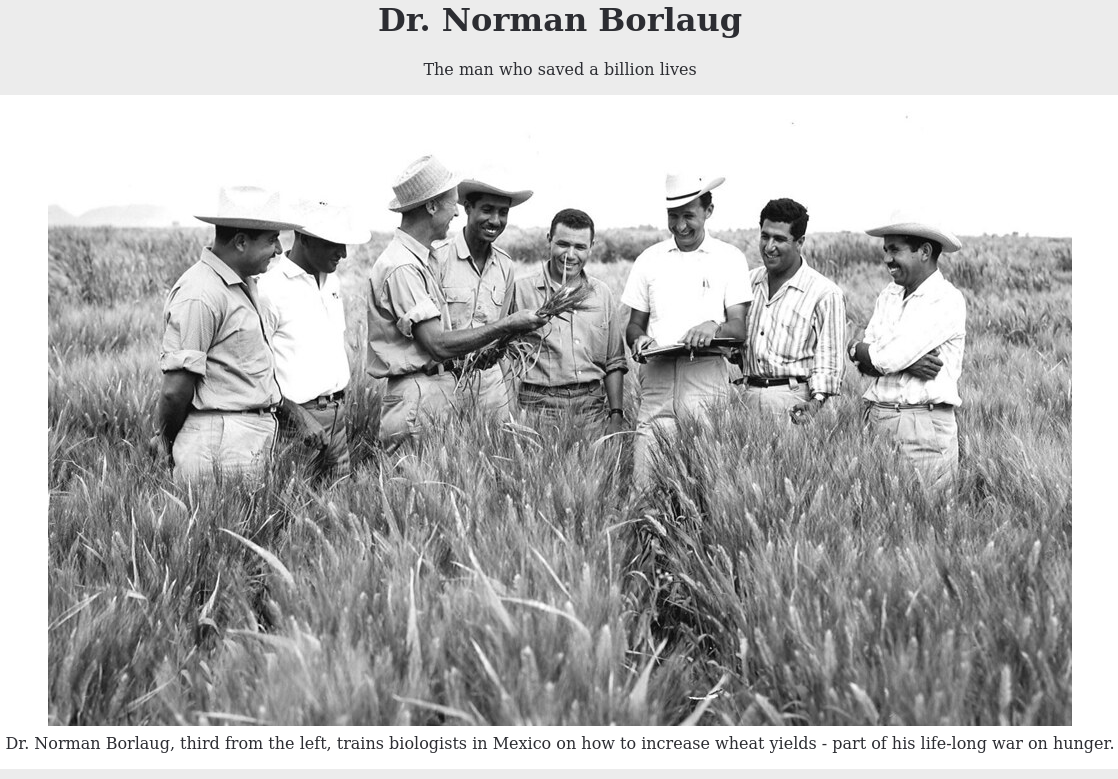 Dr. Norman Borlaug
The man who saved a billion lives
Dr. Norman Borlaug, third from the left, trains biologists in Mexico on how to increase wheat yields - part of his life-long war on hunger.